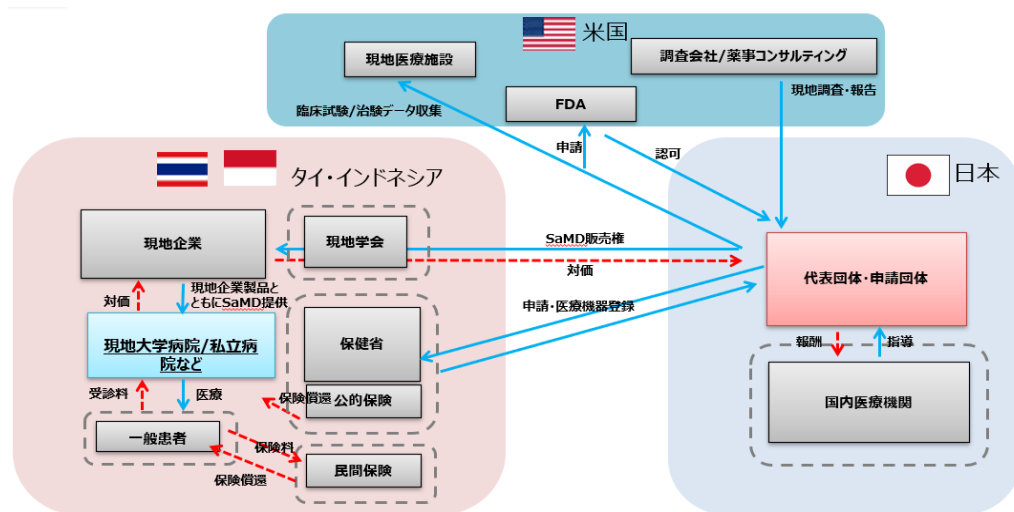 米国
現地医療施設
調査会社/薬事コンサルティング
現地調査・報告
FDA
臨床試験/治験データ収集
申請
認可
タイ・インドネシア
日本
現地企業
現地学会
SaMD販売権
対価
代表団体・申請団体
対価
現地企業製品と
ともにSaMD提供
申請・医療機器登録
保健省
現地大学病院/私立病
院など
報酬
指導
受診料
医療
保険償還
公的保険
国内医療機関
一般患者
保険料
保険償還
民間保険